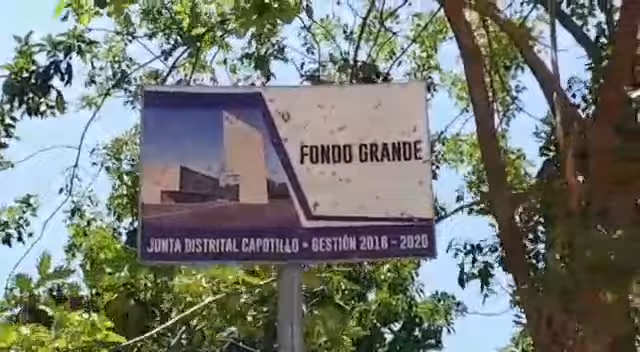 FONDO GRANDE
JUNTA DISTRITAL CAPOTILLO • GESTIÓN 2016 - 2020